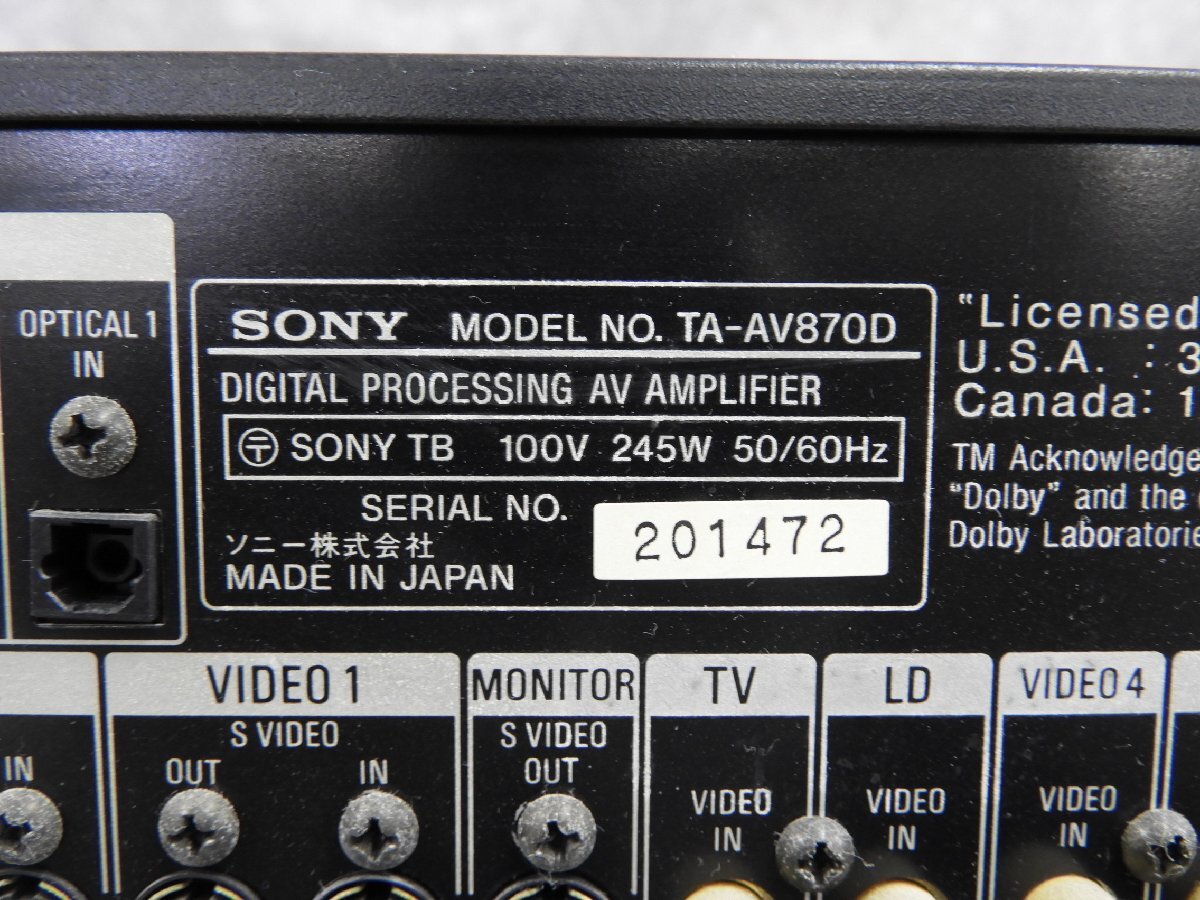 OPTICAL 1
IN
SONY MODEL NO. TA-AV870D
DIGITAL PROCESSING AV AMPLIFIER
〒 SONY TB 100V 245W 50/60Hz
SERIAL NO. 201472
ソニー株式会社
MADE IN JAPAN
"Licensed
U.S.A. : 3
Canada: 1
TM Acknowledge
"Dolby" and the
Dolby Laboratorie
IN
VIDEO 1
S VIDEO
OUT IN
MONITOR
S VIDEO
OUT
TV
VIDEO
IN
LD
VIDEO
IN
VIDEO 4
VIDEO
IN